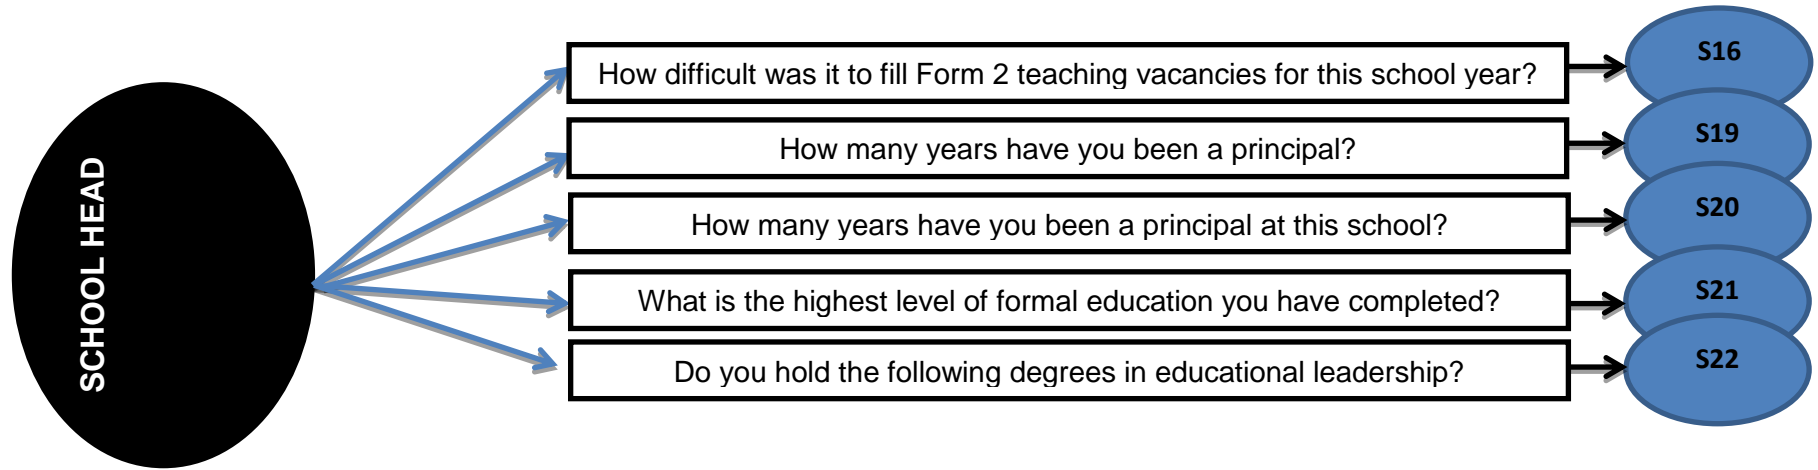 SCHOOL HEAD
How difficult was it to fill Form 2 teaching vacancies for this school year?
S16
How many years have you been a principal?
S19
How many years have you been a principal at this school?
S20
What is the highest level of formal education you have completed?
S21
Do you hold the following degrees in educational leadership?
S22